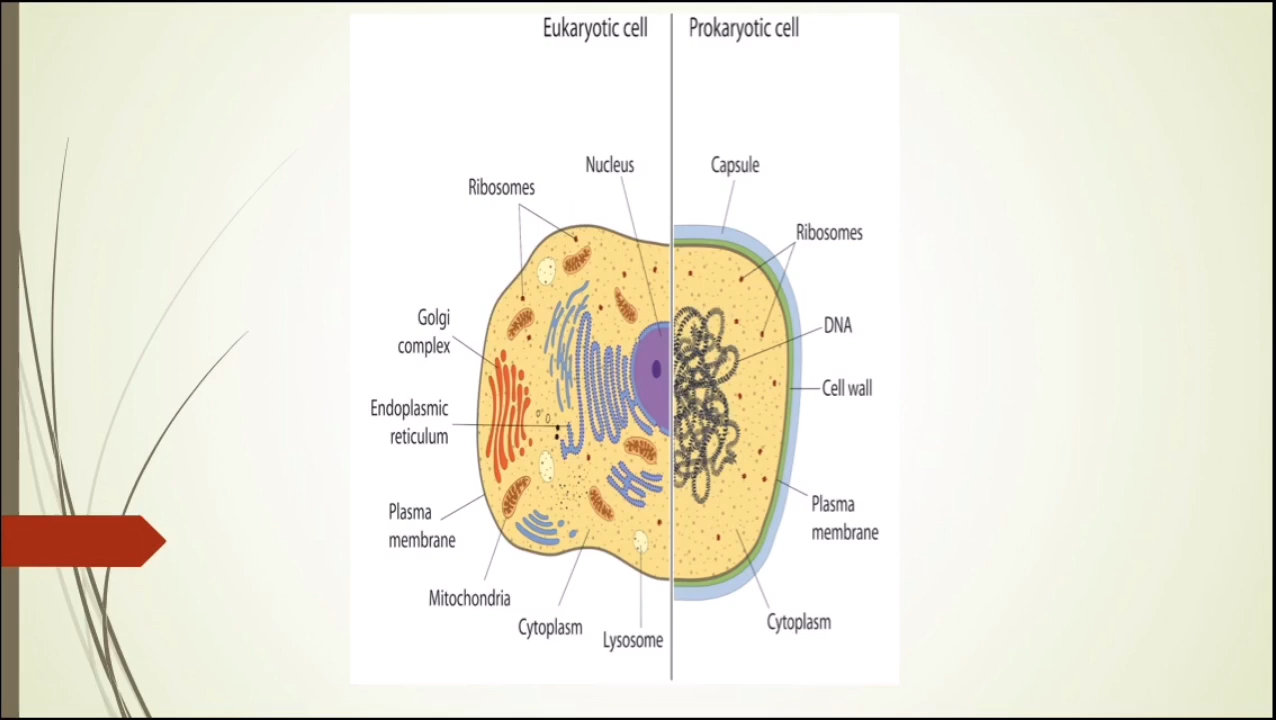 Eukaryotic cell
Prokaryotic cell
Nucleus
Capsule
Ribosomes
Ribosomes
Golgi
complex
DNA
Cell wall
Endoplasmic
reticulum
Plasma
membrane
Plasma
membrane
Mitochondria
Cytoplasm
Lysosome
Cytoplasm